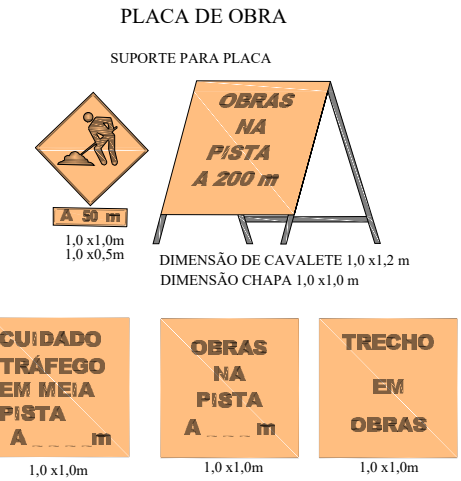 PLACA DE OBRA
SUPORTE PARA PLACA
OBRAS
NA
PISTA
A 200 m
A 50 m
1,0 x1,0m
1,0 x0,5m
DIMENSÃO DE CAVALETE 1,0 x1,2 m
DIMENSÃO CHAPA 1,0 x1,0 m
CUIDADO
TRÁFEGO
EM MEIA
PISTA
A _ _ _ _ m
1,0 x1,0m
OBRAS
NA
PISTA
A _ _ _ m
1,0 x1,0m
TRECHO
EM
OBRAS
1,0 x1,0m